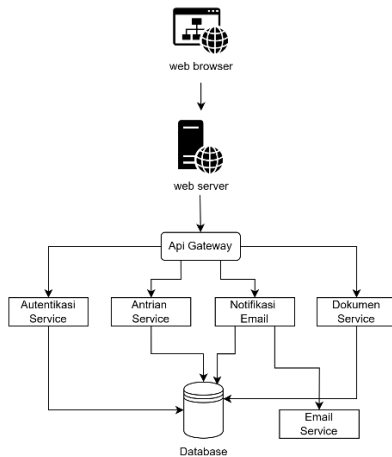 web browser
web server
Api Gateway
Autentikasi
Service
Antrian
Service
Notifikasi
Email
Dokumen
Service
Email
Service
Database